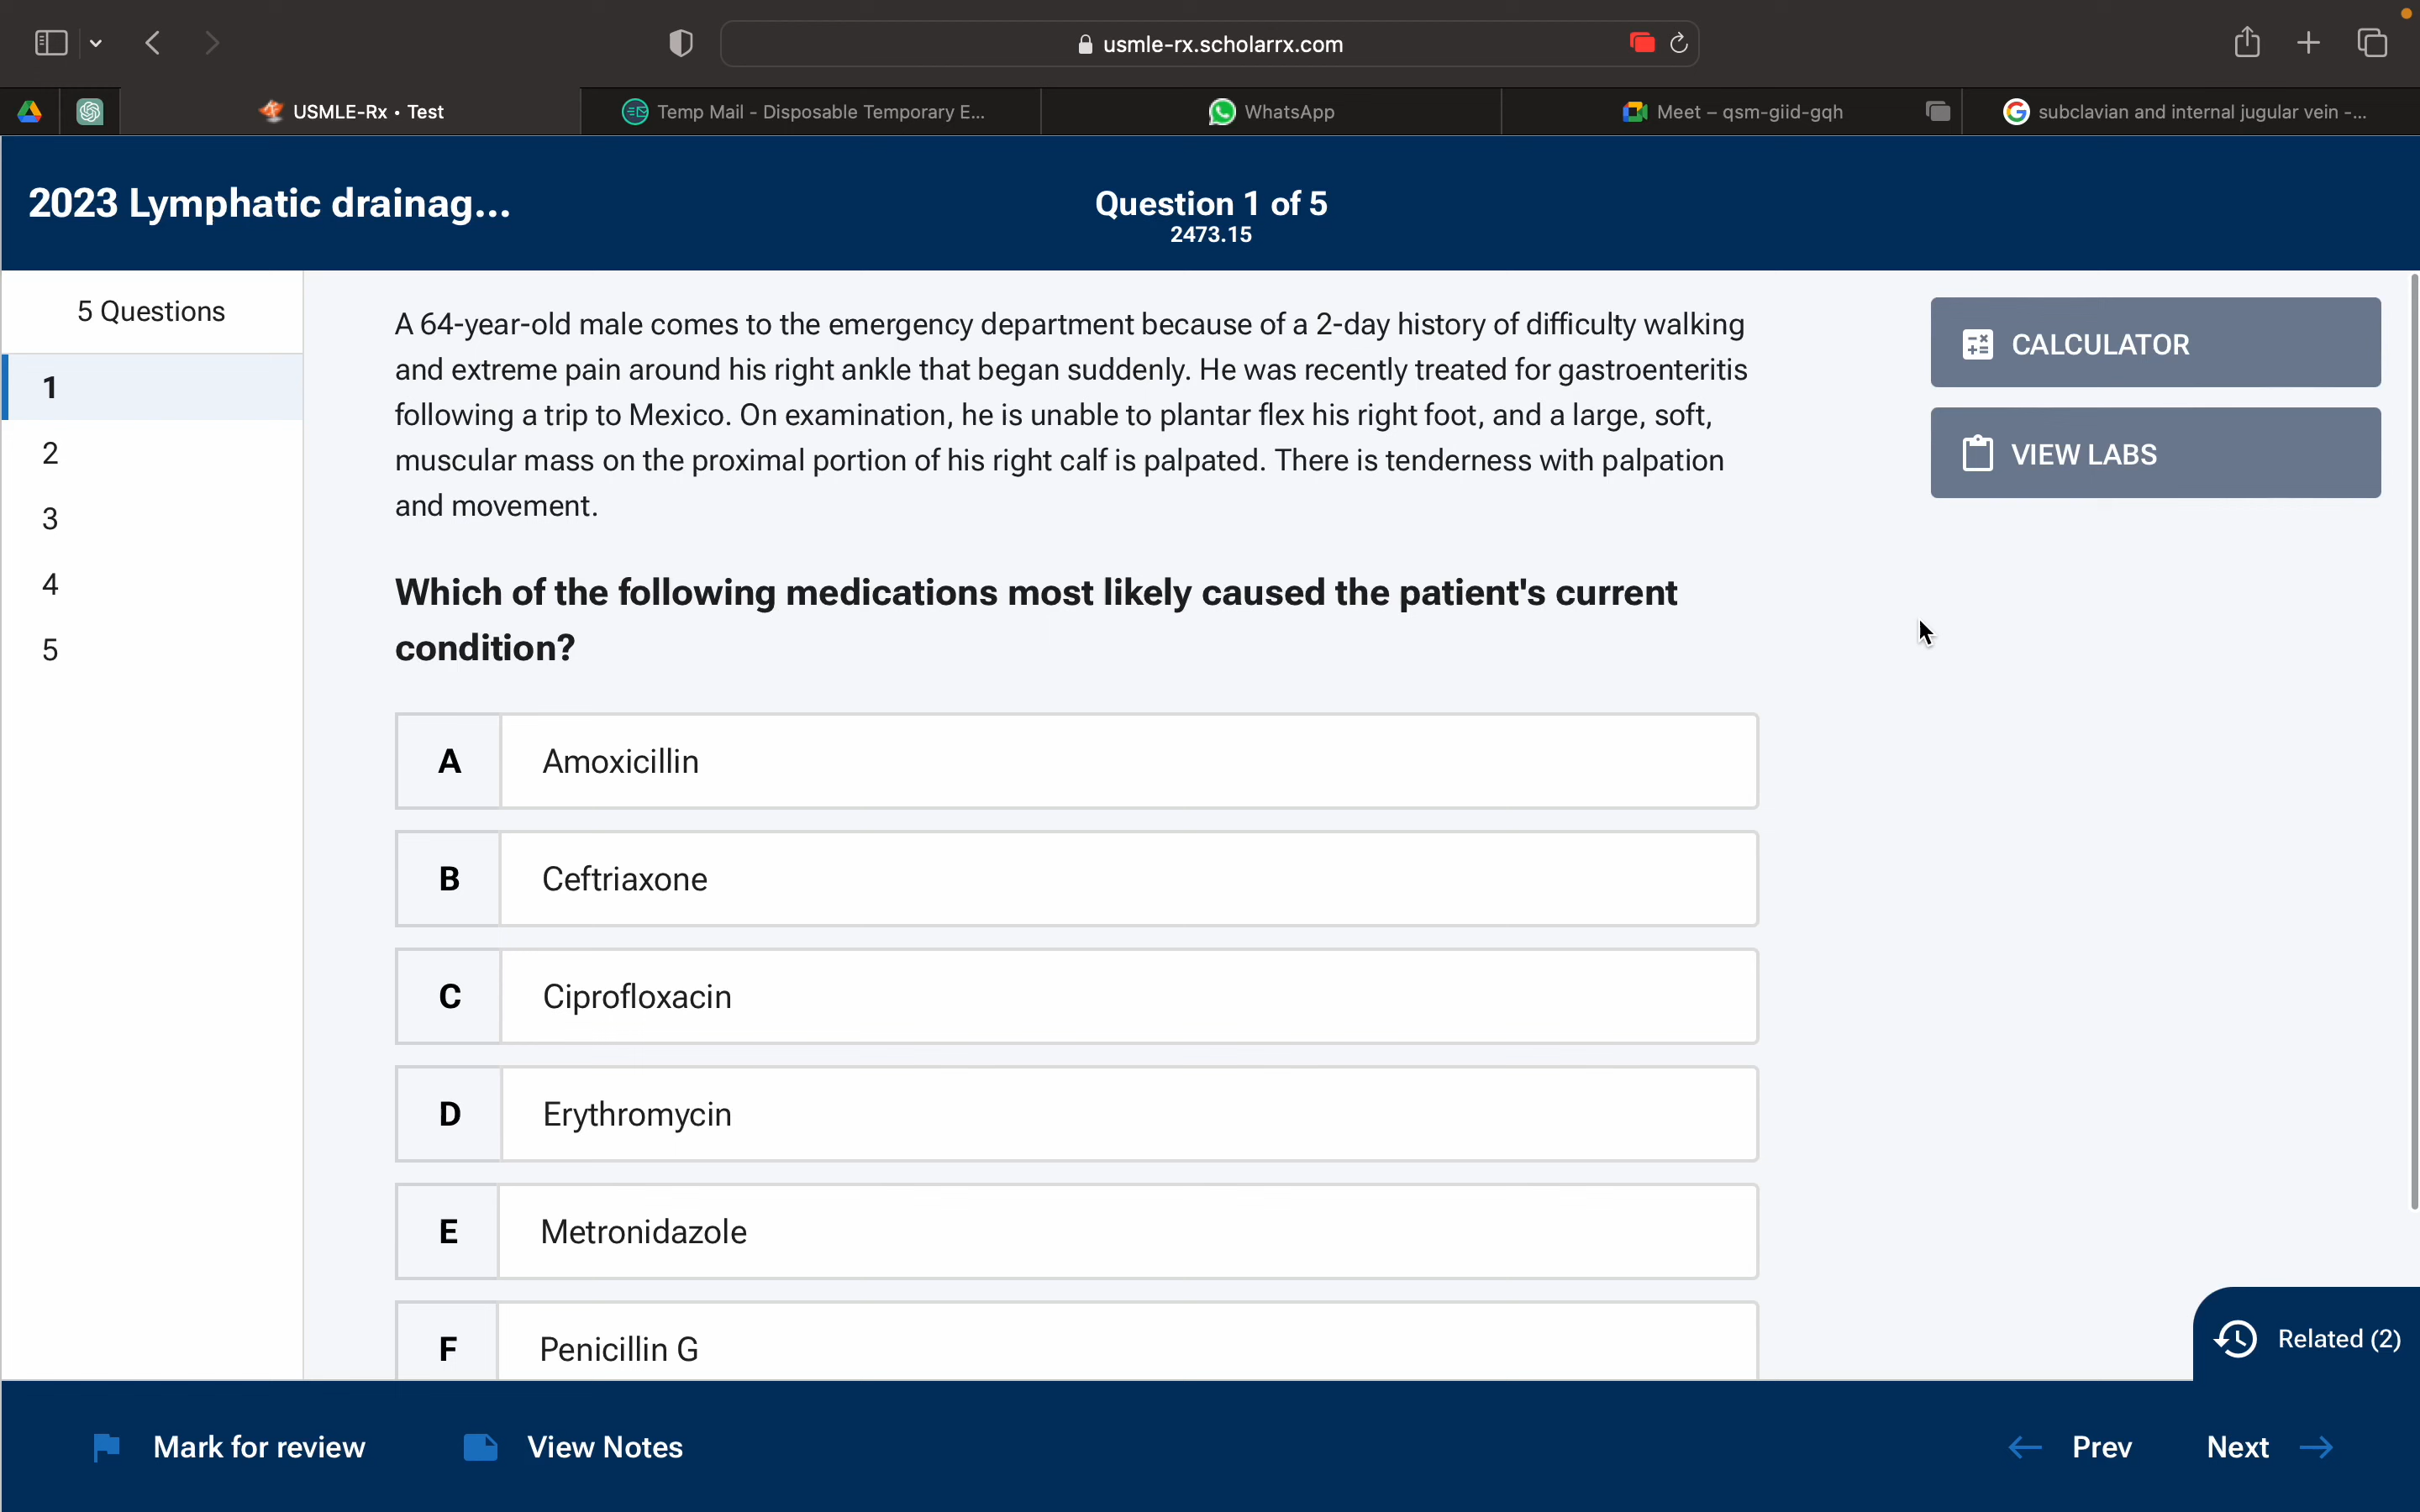 usmle-rx.scholarrx.com
USMLE-Rx • Test
Temp Mail - Disposable Temporary E...
WhatsApp
Meet – qsm-giid-gqh
subclavian and internal jugular vein -...
2023 Lymphatic drainag...
Question 1 of 5
2473.15
5 Questions
1
2
3
4
5
A 64-year-old male comes to the emergency department because of a 2-day history of difficulty walking
and extreme pain around his right ankle that began suddenly. He was recently treated for gastroenteritis
following a trip to Mexico. On examination, he is unable to plantar flex his right foot, and a large, soft,
muscular mass on the proximal portion of his right calf is palpated. There is tenderness with palpation
and movement.
Which of the following medications most likely caused the patient's current
condition?
A Amoxicillin
B Ceftriaxone
C Ciprofloxacin
D Erythromycin
E Metronidazole
F Penicillin G
CALCULATOR
VIEW LABS
Related (2)
Mark for review
View Notes
Prev
Next